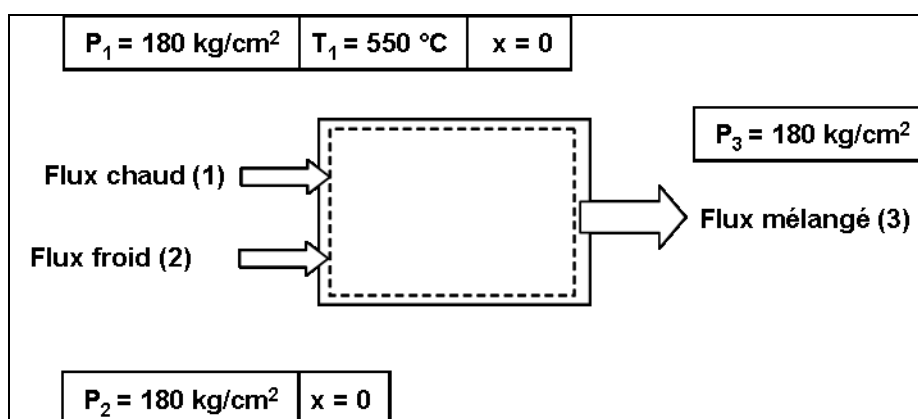 P₁ = 180 kg/cm² T₁ = 550 °C x = 0
P₃ = 180 kg/cm²
Flux chaud (1)
Flux mélangé (3)
Flux froid (2)
P₂ = 180 kg/cm² x = 0